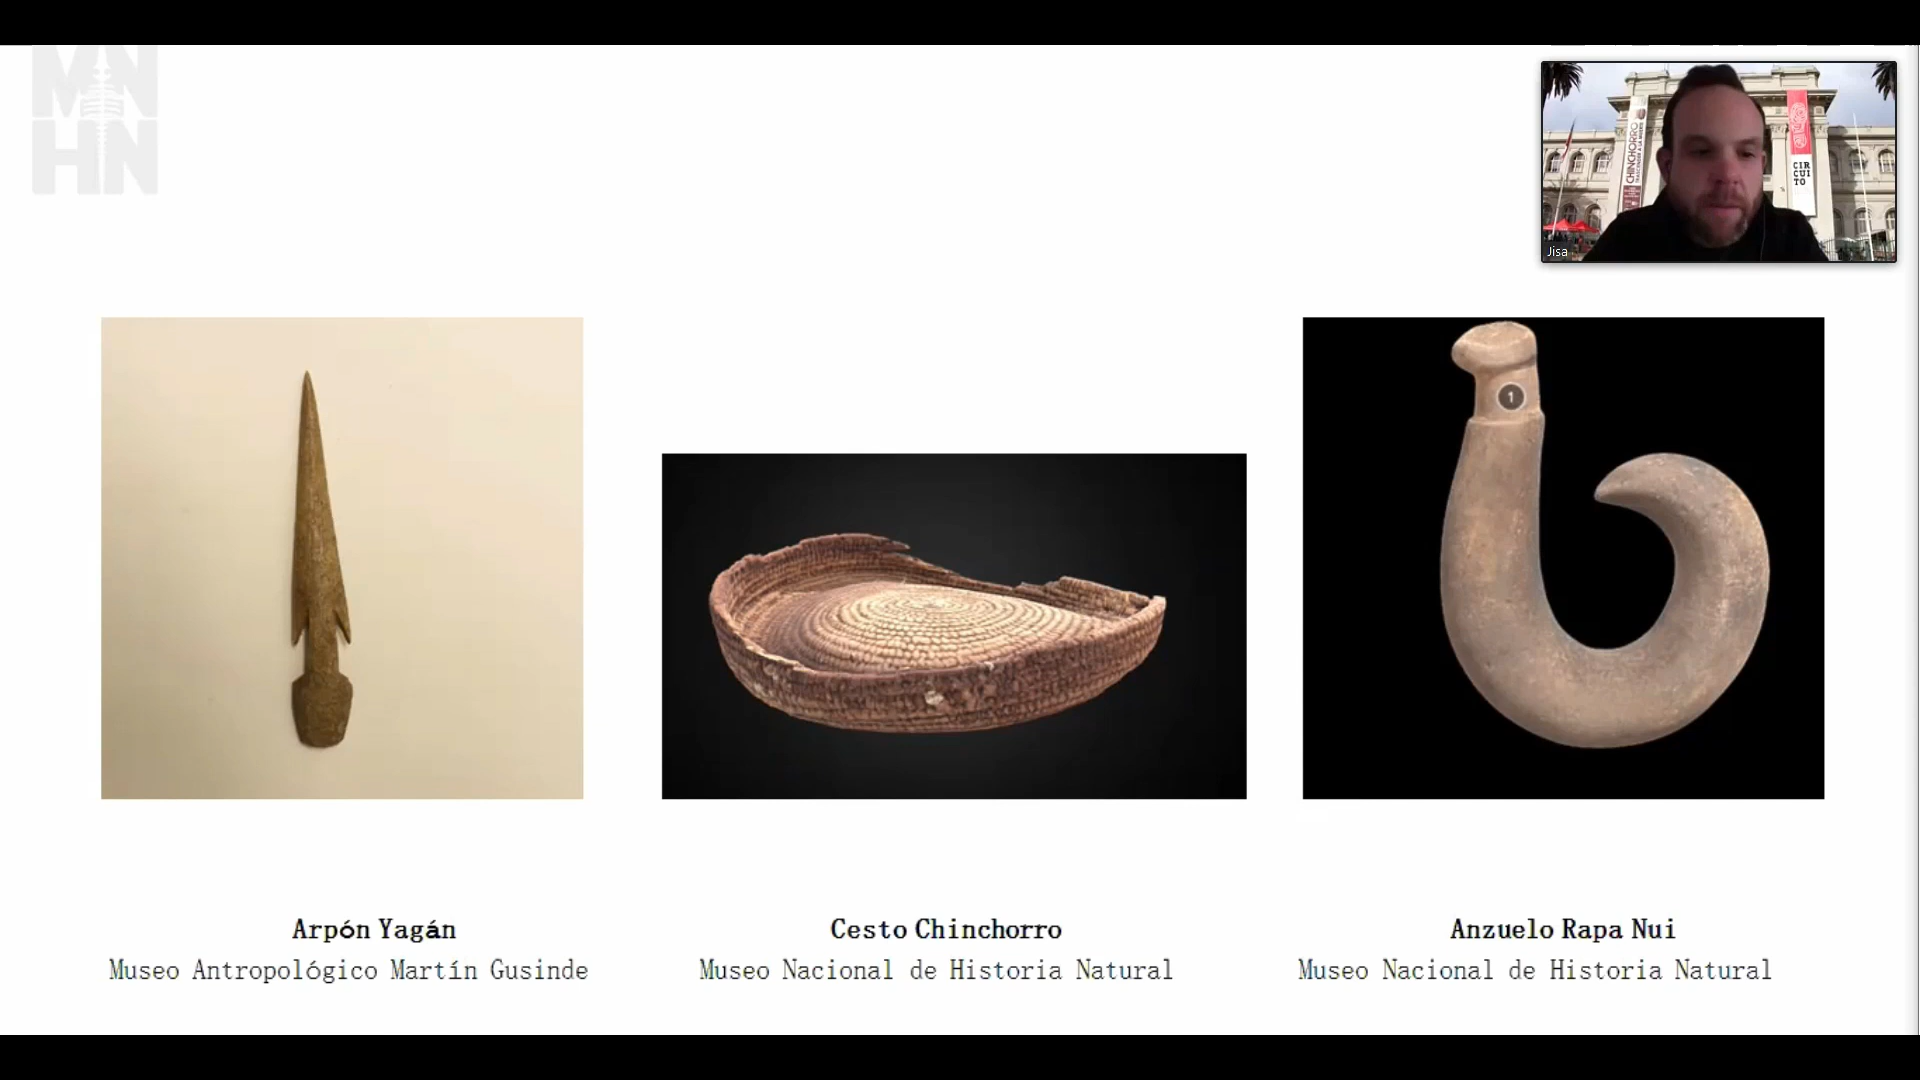 MN
HN
CHINCHORRO
CIR
CUI
TO
Jisa
1
Arpón Yagán
Museo Antropológico Martín Gusinde
Cesto Chinchorro
Museo Nacional de Historia Natural
Anzuelo Rapa Nui
Museo Nacional de Historia Natural